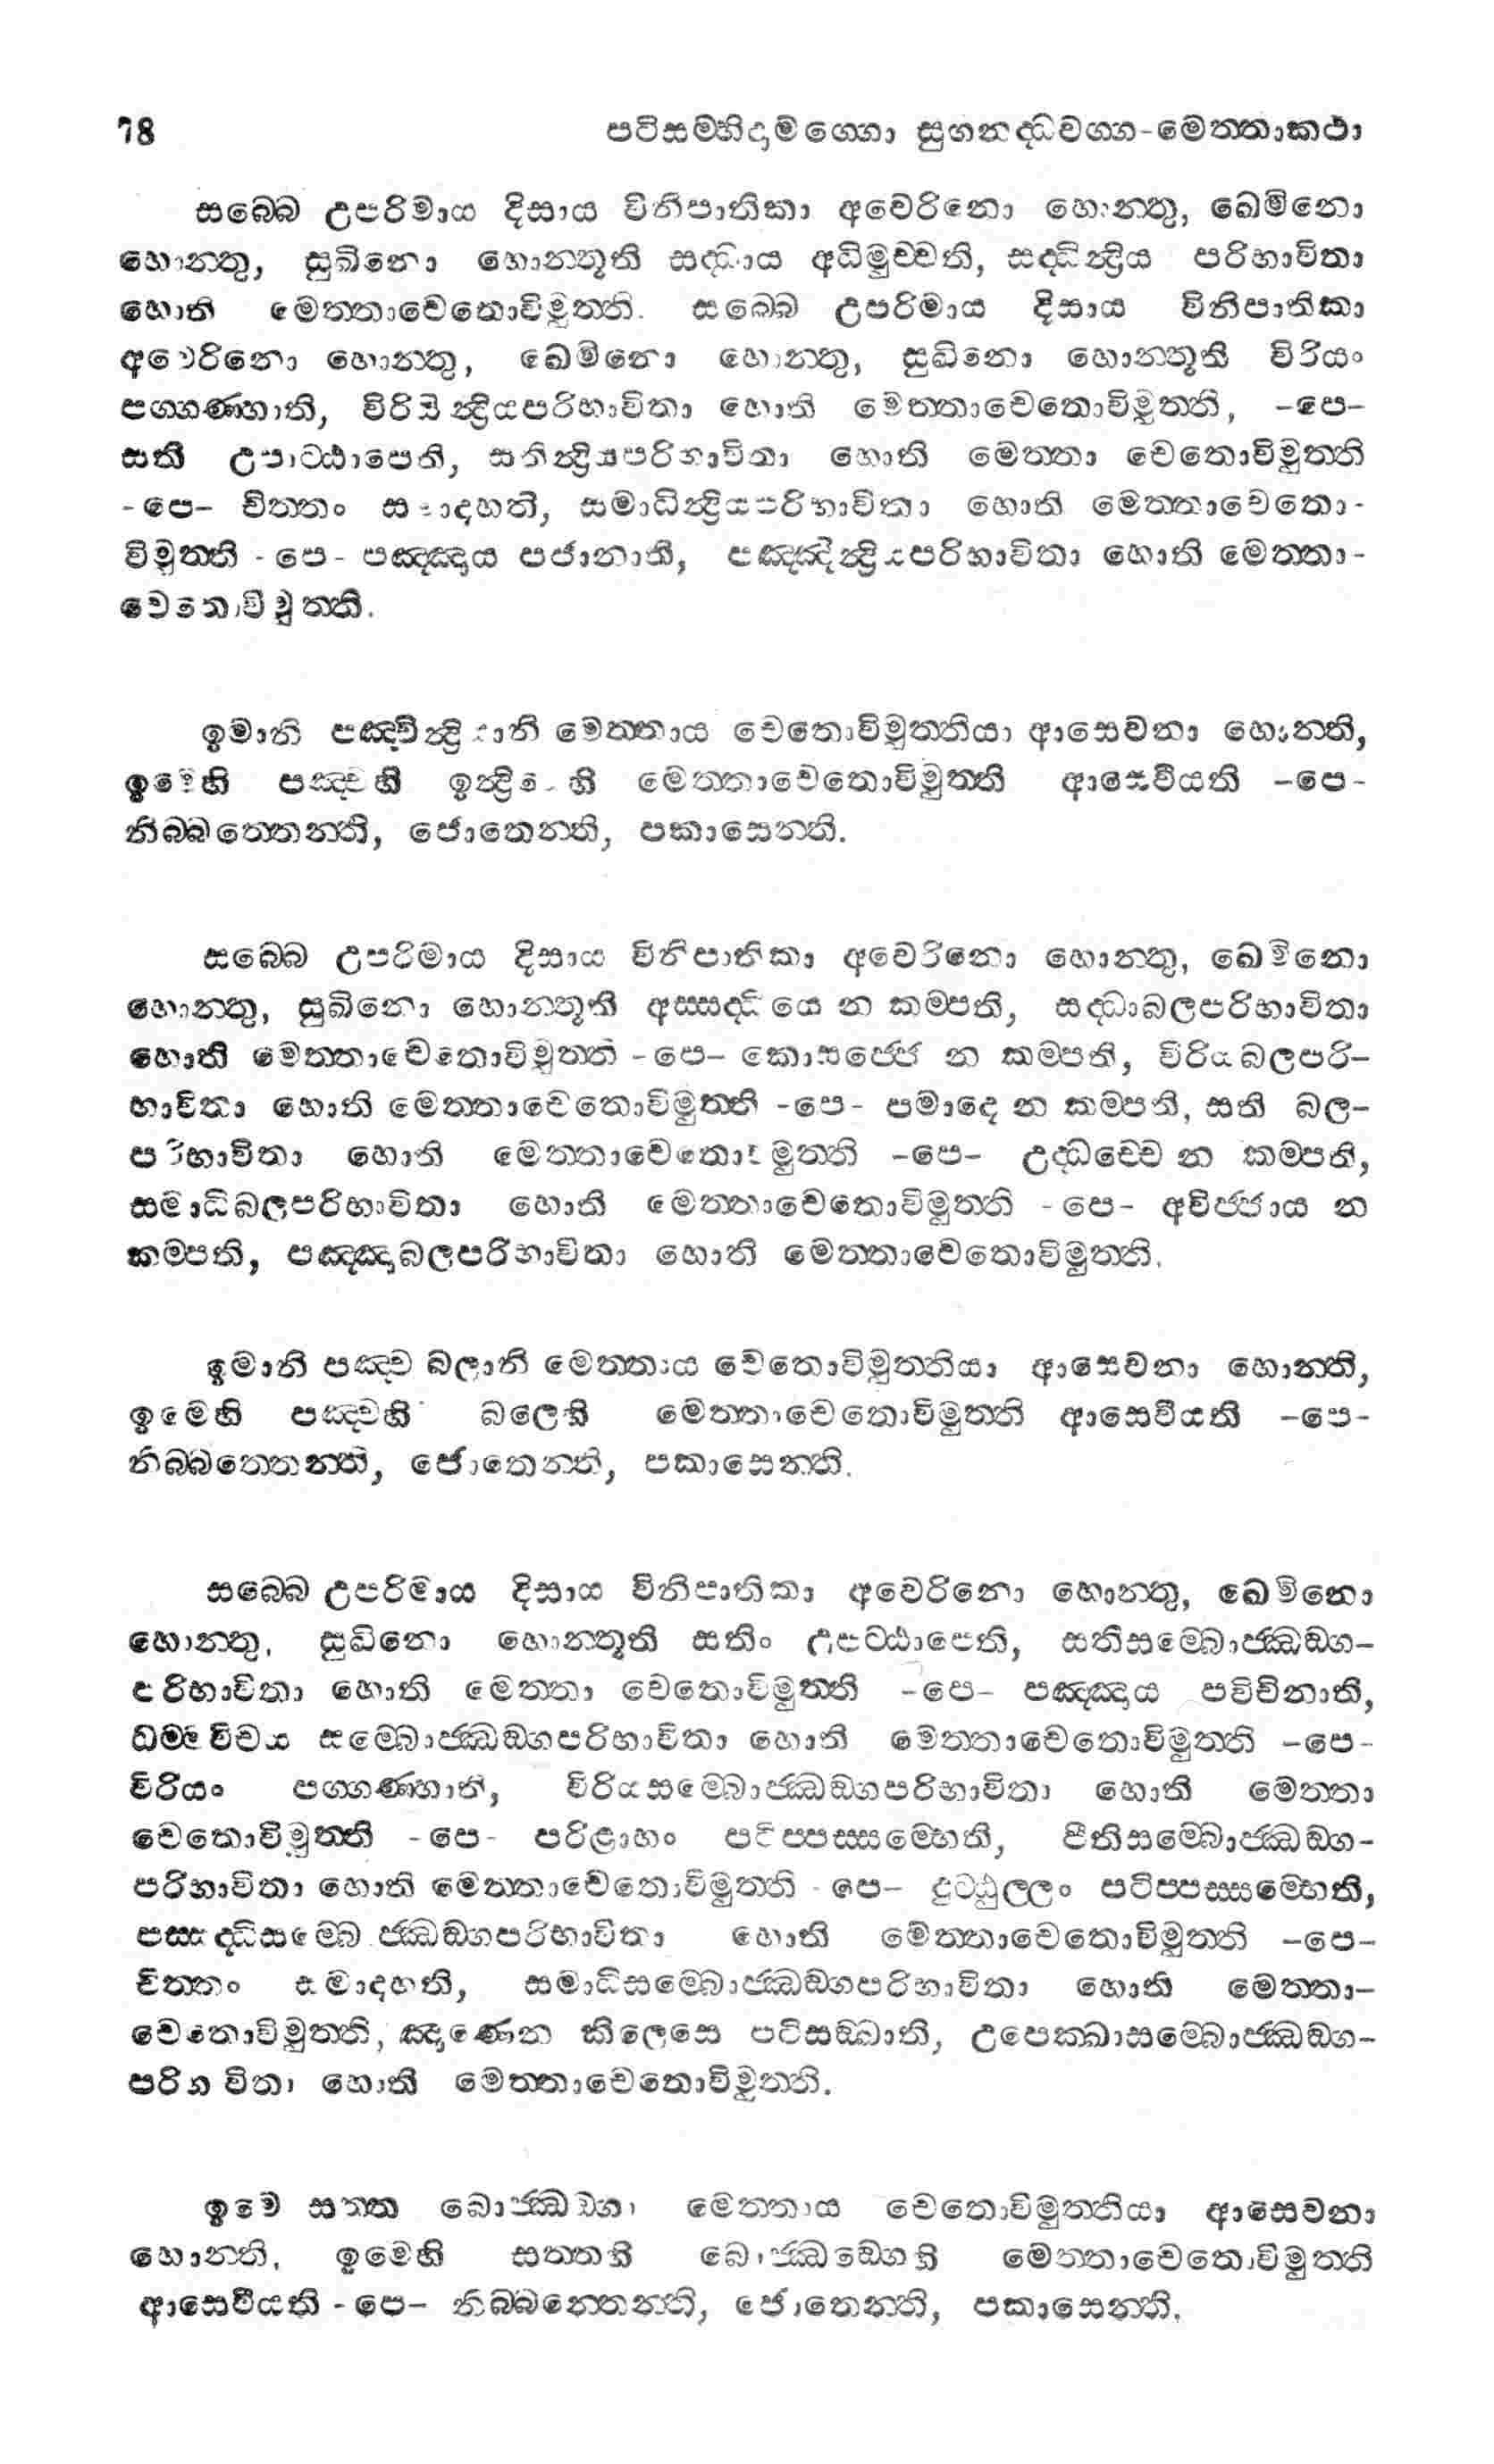 78 පටිසම්භිදාමග්ගො සුගනද්ධවග්ග-මෙත්තාකථා
සබ්බෙ උපරිමාය දිසාය විනිපාතිකා අවෙරිනො හොන්තු, ඛෙමිනො
හොන්තු, සුඛිනො හොන්තූති සද්ධාය අධිමුච්චති, සද්ධින්ද්‍රිය පරිභාවිතා
හොති මෙත්තාචෙතොවිමුත්ති. සබ්බෙ උපරිමාය දිසාය විනිපාතිකා
අවෙරිනො හොන්තු, ඛෙමිනො හොන්තු, සුඛිනො හොන්තූති විරියං
පග්ගණ්හාති, විරියින්ද්‍රියපරිභාවිතා හොති මෙත්තාචෙතොවිමුත්ති, -පෙ-
සතිං උපට්ඨාපෙති, සතින්ද්‍රියපරිභාවිතා හොති මෙත්තා චෙතොවිමුත්ති
-පෙ- චිත්තං සමාදහති, සමාධින්ද්‍රියපරිභාවිතා හොති මෙත්තාචෙතො-
විමුත්ති -පෙ- පඤ්ඤාය පජානාති, පඤ්ඤින්ද්‍රියපරිභාවිතා හොති මෙත්තා-
චෙතොවිමුත්ති.
ඉමානි පඤ්චින්ද්‍රියානි මෙත්තාය චෙතොවිමුත්තියා ආසෙවනා හොන්ති,
ඉමෙහි පඤ්චහි ඉන්ද්‍රියෙහි මෙත්තාචෙතොවිමුත්ති ආසෙවීයති -පෙ-
නිබ්බත්තෙන්ති, ජොතෙන්ති, පකාසෙන්ති.
සබ්බෙ උපරිමාය දිසාය විනිපාතිකා අවෙරිනො හොන්තු, ඛෙමිනො
හොන්තු, සුඛිනො හොන්තූති අස්සද්ධියෙ න කම්පති, සද්ධාබලපරිභාවිතා
හොති මෙත්තාචෙතොවිමුත්ති -පෙ- කොසජ්ජෙ න කම්පති, විරියබලපරි-
භාවිතා හොති මෙත්තාචෙතොවිමුත්ති -පෙ- පමාදෙ න කම්පති, සති බල-
පරිභාවිතා හොති මෙත්තාචෙතොවිමුත්ති -පෙ- උද්ධච්චෙ න කම්පති,
සමාධිබලපරිභාවිතා හොති මෙත්තාචෙතොවිමුත්ති -පෙ- අවිජ්ජාය න
කම්පති, පඤ්ඤාබලපරිභාවිතා හොති මෙත්තාචෙතොවිමුත්ති.
ඉමානි පඤ්ච බලානි මෙත්තාය චෙතොවිමුත්තියා ආසෙවනා හොන්ති,
ඉමෙහි පඤ්චහි බලෙහි මෙත්තාචෙතොවිමුත්ති ආසෙවීයති -පෙ-
නිබ්බත්තෙන්ති, ජොතෙන්ති, පකාසෙන්ති.
සබ්බෙ උපරිමාය දිසාය විනිපාතිකා අවෙරිනො හොන්තු, ඛෙමිනො
හොන්තු, සුඛිනො හොන්තූති සතිං උපට්ඨාපෙති, සතිසම්බොජ්ඣඞ්ග-
පරිභාවිතා හොති මෙත්තා චෙතොවිමුත්ති -පෙ- පඤ්ඤාය පවිචිනාති,
ධම්මවිචය සම්බොජ්ඣඞ්ගපරිභාවිතා හොති මෙත්තාචෙතොවිමුත්ති -පෙ-
විරියං පග්ගණ්හාති, විරියසම්බොජ්ඣඞ්ගපරිභාවිතා හොති මෙත්තා
චෙතොවිමුත්ති -පෙ- පරිළාහං පටිප්පස්සම්භෙති, පීතිසම්බොජ්ඣඞ්ග-
පරිභාවිතා හොති මෙත්තාචෙතොවිමුත්ති -පෙ- දුට්ඨුල්ලං පටිප්පස්සම්භෙති,
පස්සද්ධිසම්බොජ්ඣඞ්ගපරිභාවිතා හොති මෙත්තාචෙතොවිමුත්ති -පෙ-
චිත්තං සමාදහති, සමාධිසම්බොජ්ඣඞ්ගපරිභාවිතා හොති මෙත්තා-
චෙතොවිමුත්ති, ඤාණෙන කිලෙසෙ පටිසඞ්ඛාති, උපෙක්ඛාසම්බොජ්ඣඞ්ග-
පරිභාවිතා හොති මෙත්තාචෙතොවිමුත්ති.
ඉමෙ සත්ත බොජ්ඣඞ්ගා මෙත්තාය චෙතොවිමුත්තියා ආසෙවනා
හොන්ති, ඉමෙහි සත්තහි බොජ්ඣඞ්ගෙහි මෙත්තාචෙතොවිමුත්ති
ආසෙවීයති -පෙ- නිබ්බත්තෙන්ති, ජොතෙන්ති, පකාසෙන්ති.